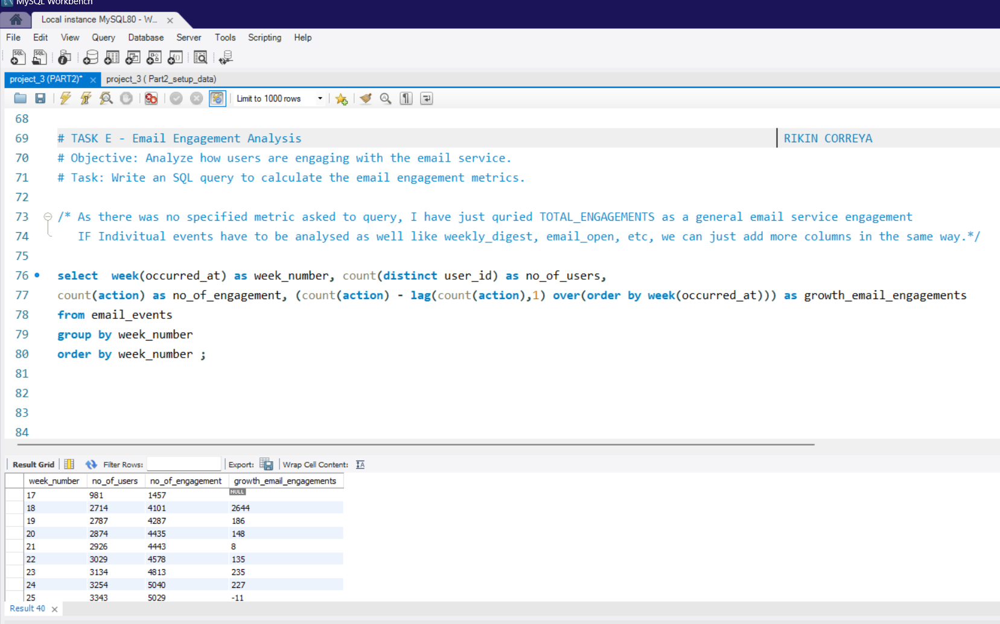 MySQL Workbench
Local instance MySQL80 - W...
File Edit View Query Database Server Tools Scripting Help
project_3 (PART2)* project_3 ( Part2_setup_data)
Limit to 1000 rows
68
69 # TASK E - Email Engagement Analysis RIKIN CORREYA
70 # Objective: Analyze how users are engaging with the email service.
71 # Task: Write an SQL query to calculate the email engagement metrics.
72
73 /* As there was no specified metric asked to query, I have just quried TOTAL_ENGAGEMENTS as a general email service engagement
74 IF Indivitual events have to be analysed as well like weekly_digest, email_open, etc, we can just add more columns in the same way.*/
75
76 select week(occurred_at) as week_number, count(distinct user_id) as no_of_users,
77 count(action) as no_of_engagement, (count(action) - lag(count(action),1) over(order by week(occurred_at))) as growth_email_engagements
78 from email_events
79 group by week_number
80 order by week_number ;
81
82
83
84
Result Grid Filter Rows: Export: Wrap Cell Content:
week_number no_of_users no_of_engagement growth_email_engagements
17 981 1457 NULL
18 2714 4101 2644
19 2787 4287 186
20 2874 4435 148
21 2926 4443 8
22 3029 4578 135
23 3134 4813 235
24 3254 5040 227
25 3343 5029 -11
Result 40